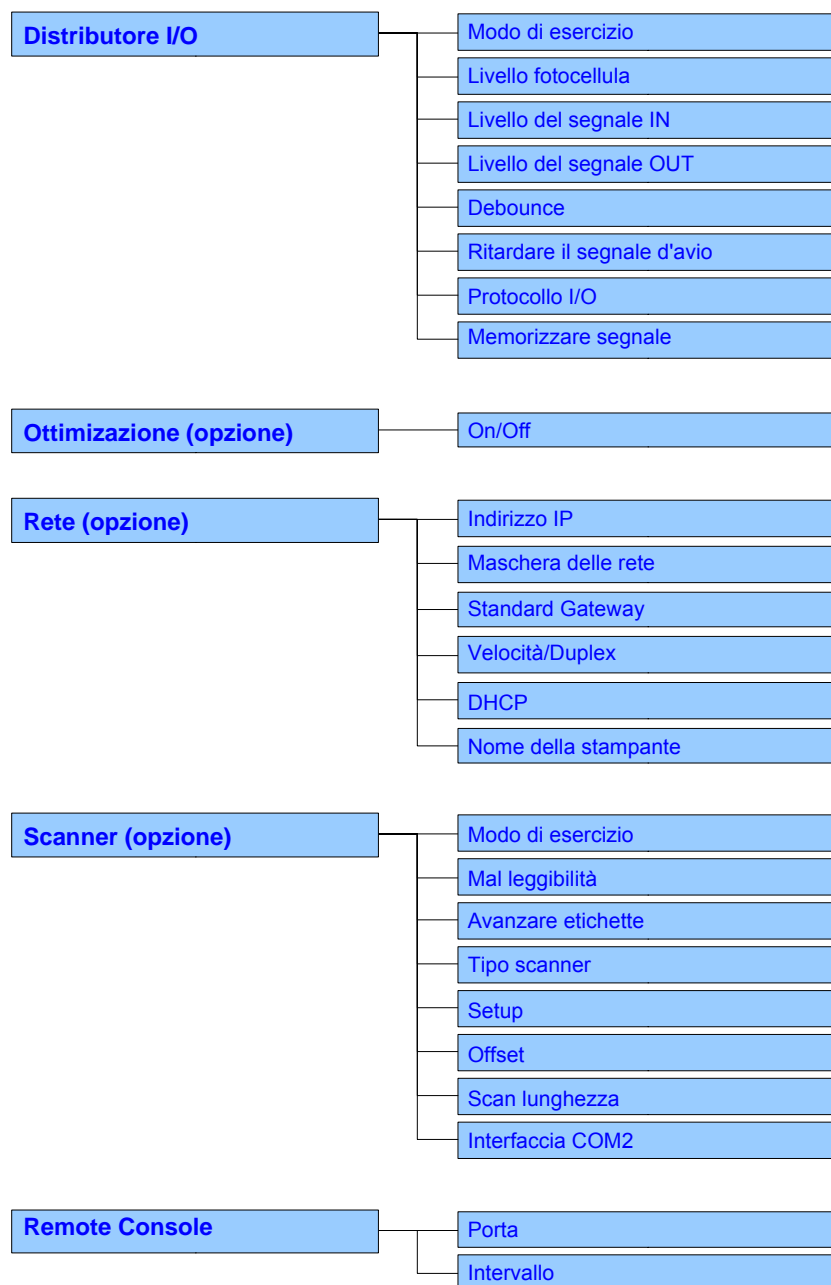 Distributore I/O
Modo di esercizio
Livello fotocellula
Livello del segnale IN
Livello del segnale OUT
Debounce
Ritardare il segnale d'avio
Protocollo I/O
Memorizzare segnale
Ottimizazione (opzione)
On/Off
Rete (opzione)
Indirizzo IP
Maschera delle rete
Standard Gateway
Velocità/Duplex
DHCP
Nome della stampante
Scanner (opzione)
Modo di esercizio
Mal leggibilità
Avanzare etichette
Tipo scanner
Setup
Offset
Scan lunghezza
Interfaccia COM2
Remote Console
Porta
Intervallo